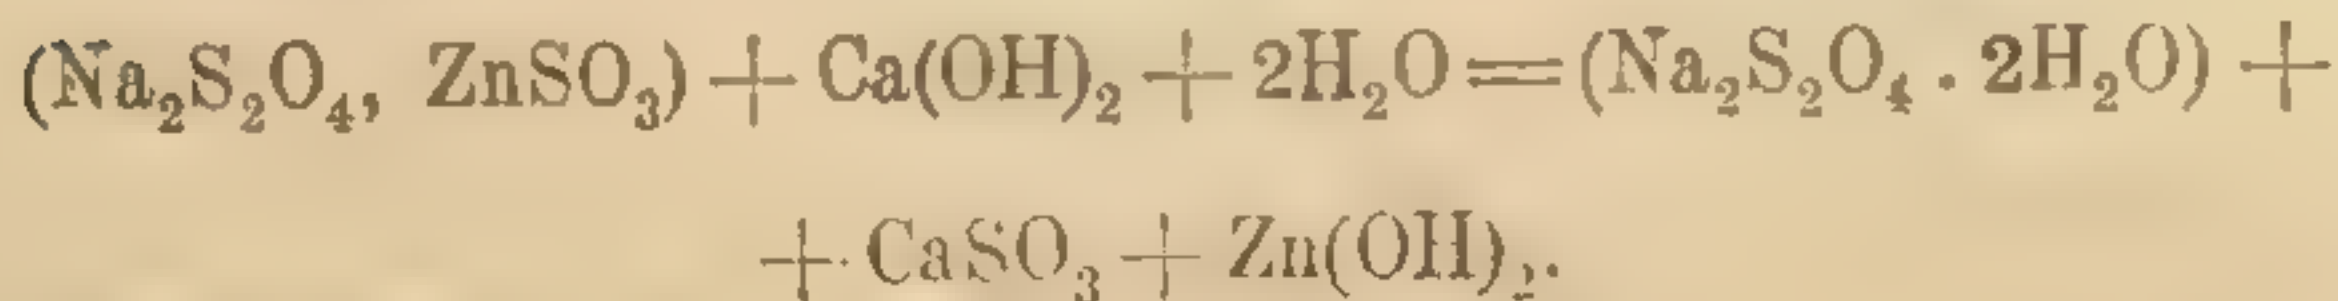 (Na₂S₂O₄, ZnSO₃) + Ca(OH)₂ + 2H₂O = (Na₂S₂O₄ . 2H₂O) +
+ CaSO₃ + Zn(OH)₂.